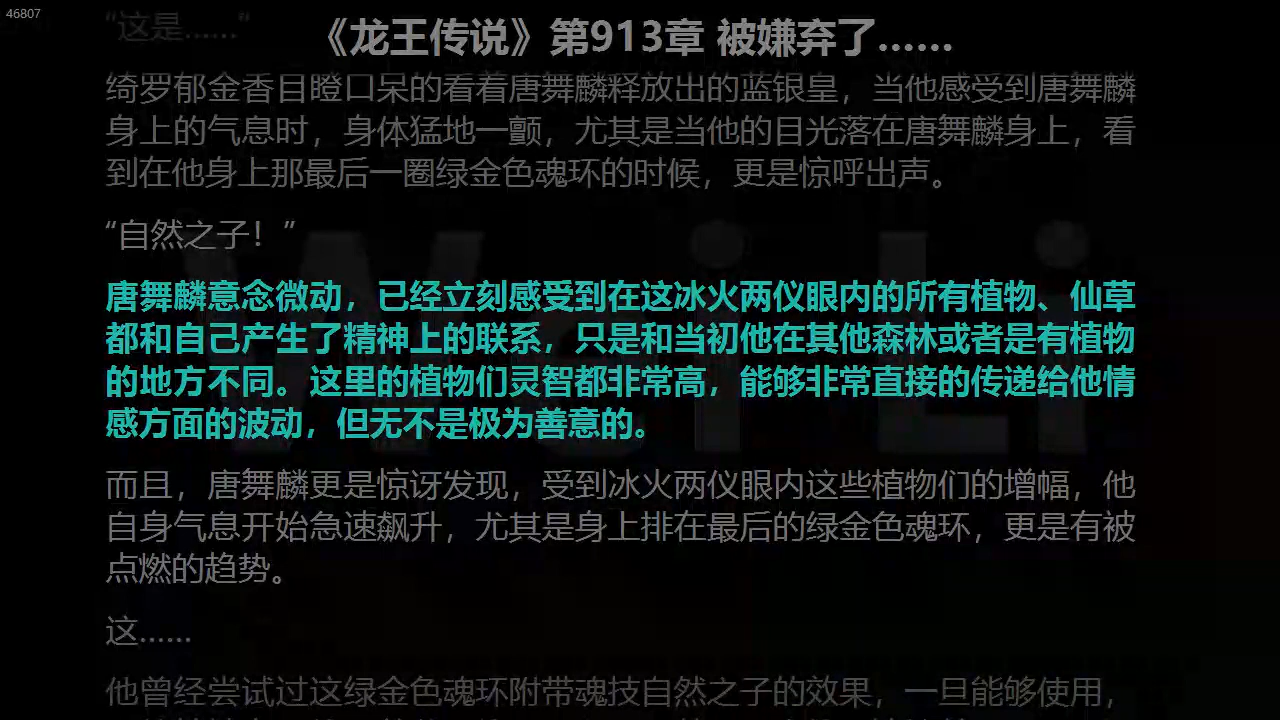 46807
“这是……”
《龙王传说》第913章 被嫌弃了……
绮罗郁金香目瞪口呆的看着唐舞麟释放出的蓝银皇，当他感受到唐舞麟
身上的气息时，身体猛地一颤，尤其是当他的目光落在唐舞麟身上，看
到在他身上那最后一圈绿金色魂环的时候，更是惊呼出声。
“自然之子！”
唐舞麟意念微动，已经立刻感受到在这冰火两仪眼内的所有植物、仙草
都和自己产生了精神上的联系，只是和当初他在其他森林或者是有植物
的地方不同。这里的植物们灵智都非常高，能够非常直接的传递给他情
感方面的波动，但无不是极为善意的。
而且，唐舞麟更是惊讶发现，受到冰火两仪眼内这些植物们的增幅，他
自身气息开始急速飙升，尤其是身上排在最后的绿金色魂环，更是有被
点燃的趋势。
这……
他曾经尝试过这绿金色魂环附带魂技自然之子的效果，一旦能够使用，
Wei Li